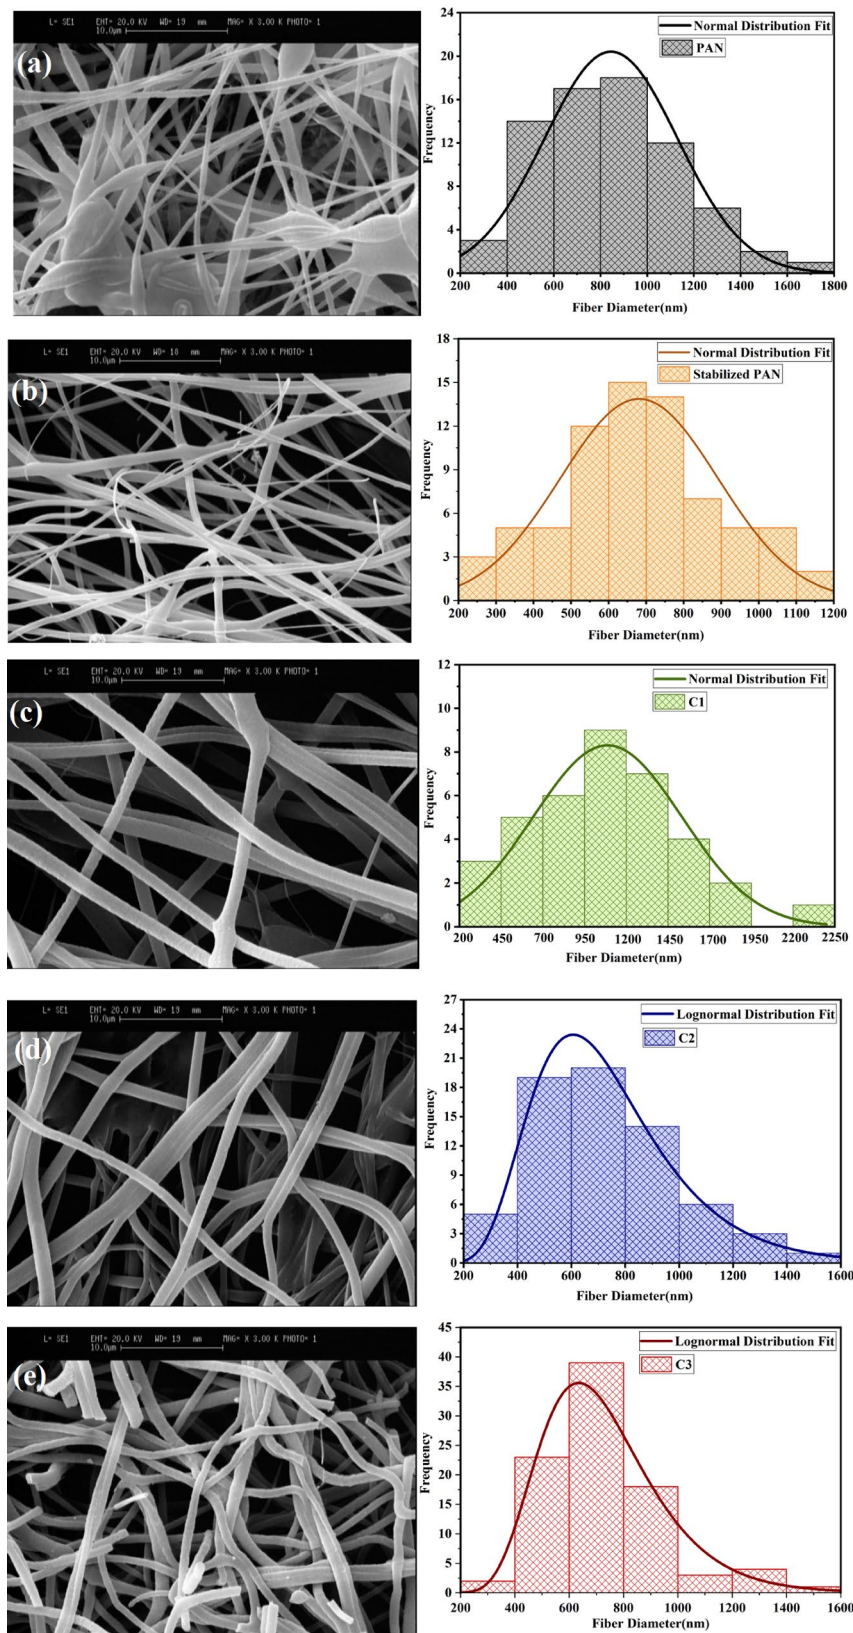 L= SE1 EHT= 20.0 KV WD= 19 mm MAG= X 3.00 K PHOTO= 1
10.0µm
(a)
Normal Distribution Fit
PAN
Frequency
24
20
16
12
8
4
0
200 400 600 800 1000 1200 1400 1600 1800
Fiber Diameter(nm)
L= SE1 EHT= 20.0 KV WD= 18 mm MAG= X 3.00 K PHOTO= 1
10.0µm
(b)
Normal Distribution Fit
Stabilized PAN
Frequency
18
15
12
9
6
3
0
200 300 400 500 600 700 800 900 1000 1100 1200
Fiber Diameter(nm)
L= SE1 EHT= 20.0 KV WD= 19 mm MAG= X 3.00 K PHOTO= 1
10.0µm
(c)
Normal Distribution Fit
C1
Frequency
12
10
8
6
4
2
0
200 450 700 950 1200 1450 1700 1950 2200 2250
Fiber Diameter(nm)
L= SE1 EHT= 20.0 KV WD= 19 mm MAG= X 3.00 K PHOTO= 1
10.0µm
(d)
Lognormal Distribution Fit
C2
Frequency
27
24
21
18
15
12
9
6
3
0
200 400 600 800 1000 1200 1400 1600
Fiber Diameter(nm)
L= SE1 EHT= 20.0 KV WD= 19 mm MAG= X 3.00 K PHOTO= 1
10.0µm
(e)
Lognormal Distribution Fit
C3
Frequency
45
40
35
30
25
20
15
10
5
0
200 400 600 800 1000 1200 1400 1600
Fiber Diameter(nm)